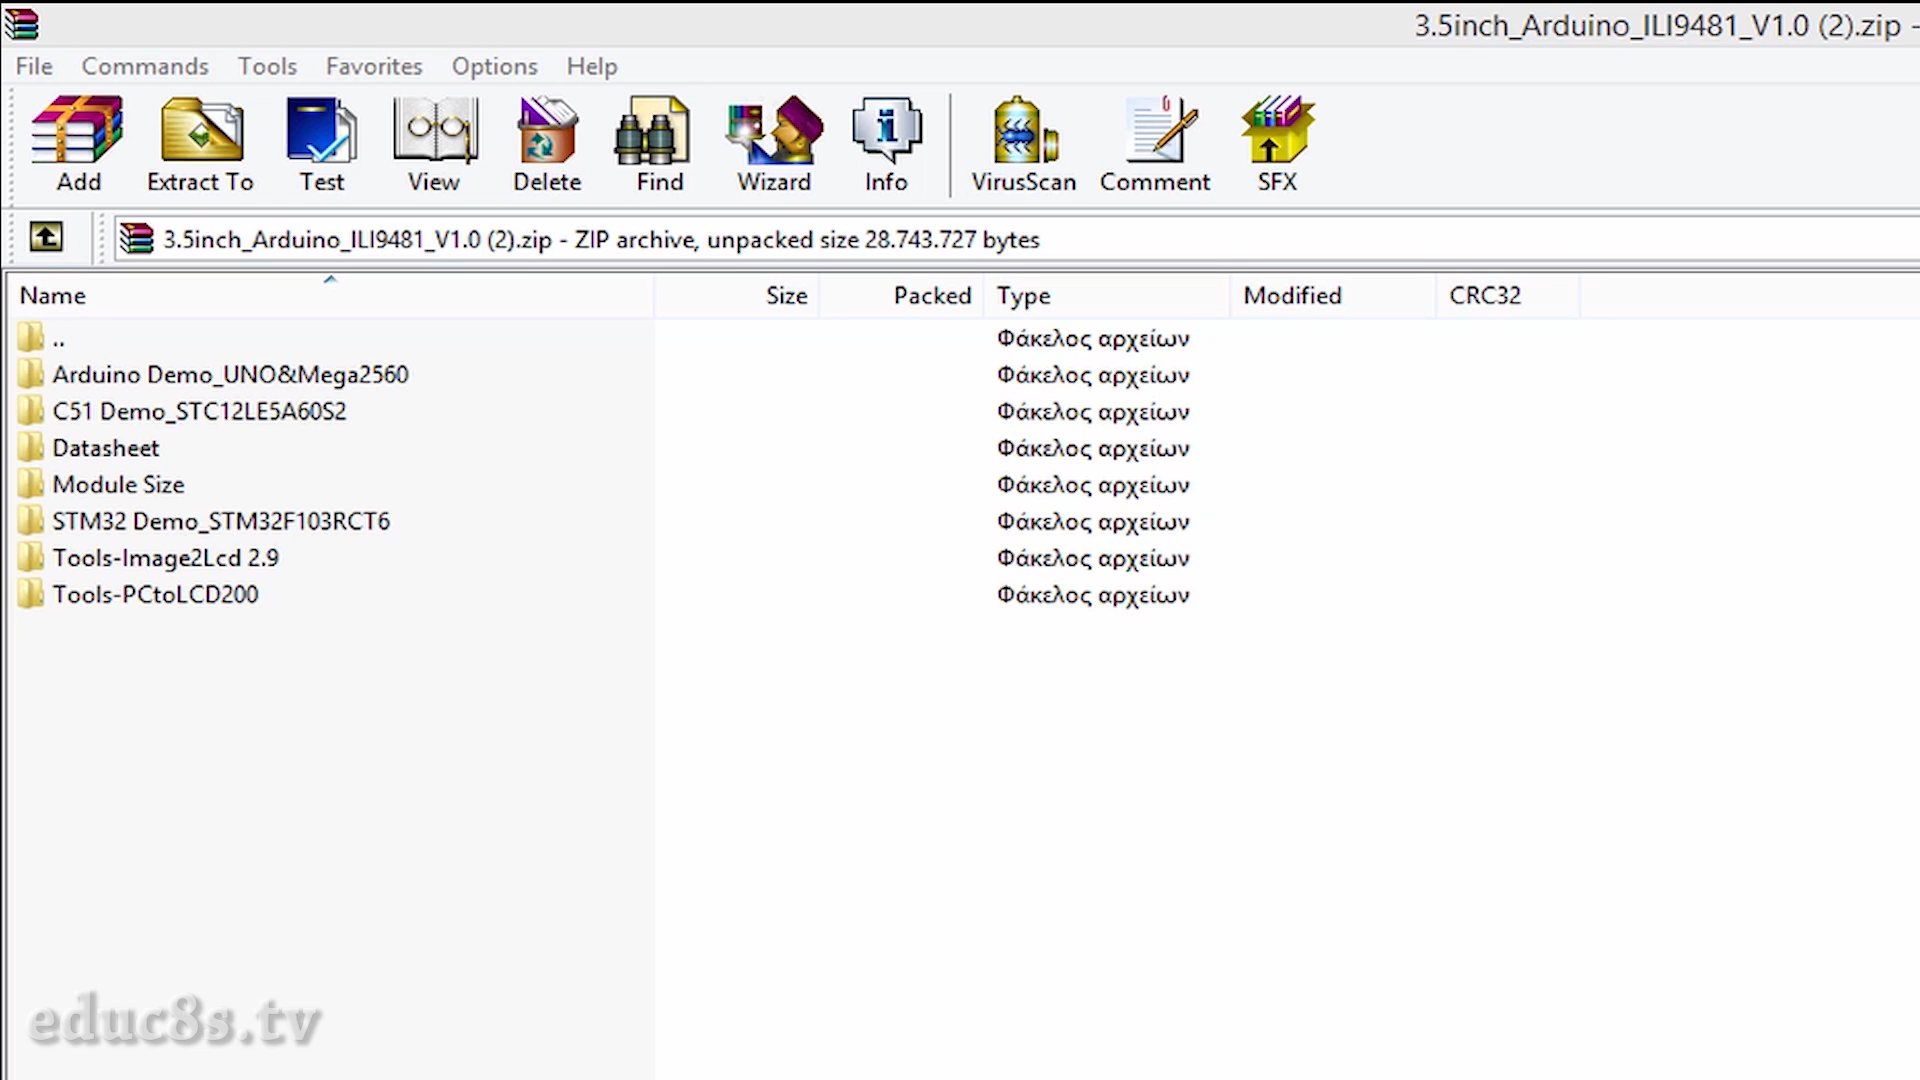 3.5inch_Arduino_ILI9481_V1.0 (2).zip -
File Commands Tools Favorites Options Help
Add Extract To Test View Delete Find Wizard Info VirusScan Comment SFX
3.5inch_Arduino_ILI9481_V1.0 (2).zip - ZIP archive, unpacked size 28.743.727 bytes
Name Size Packed Type Modified CRC32
.. Φάκελος αρχείων
Arduino Demo_UNO&Mega2560 Φάκελος αρχείων
C51 Demo_STC12LE5A60S2 Φάκελος αρχείων
Datasheet Φάκελος αρχείων
Module Size Φάκελος αρχείων
STM32 Demo_STM32F103RCT6 Φάκελος αρχείων
Tools-Image2Lcd 2.9 Φάκελος αρχείων
Tools-PCtoLCD200 Φάκελος αρχείων
educ8s.tv